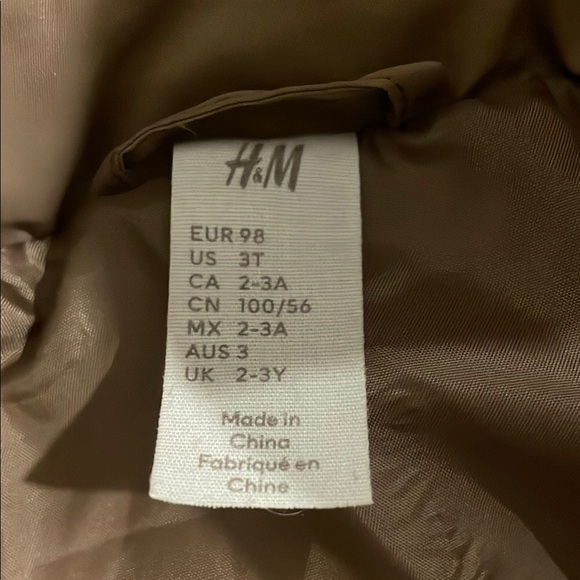 H&M
EUR 98
US 3T
CA 2-3A
CN 100/56
MX 2-3A
AUS 3
UK 2-3Y
Made in
China
Fabriqué en
Chine